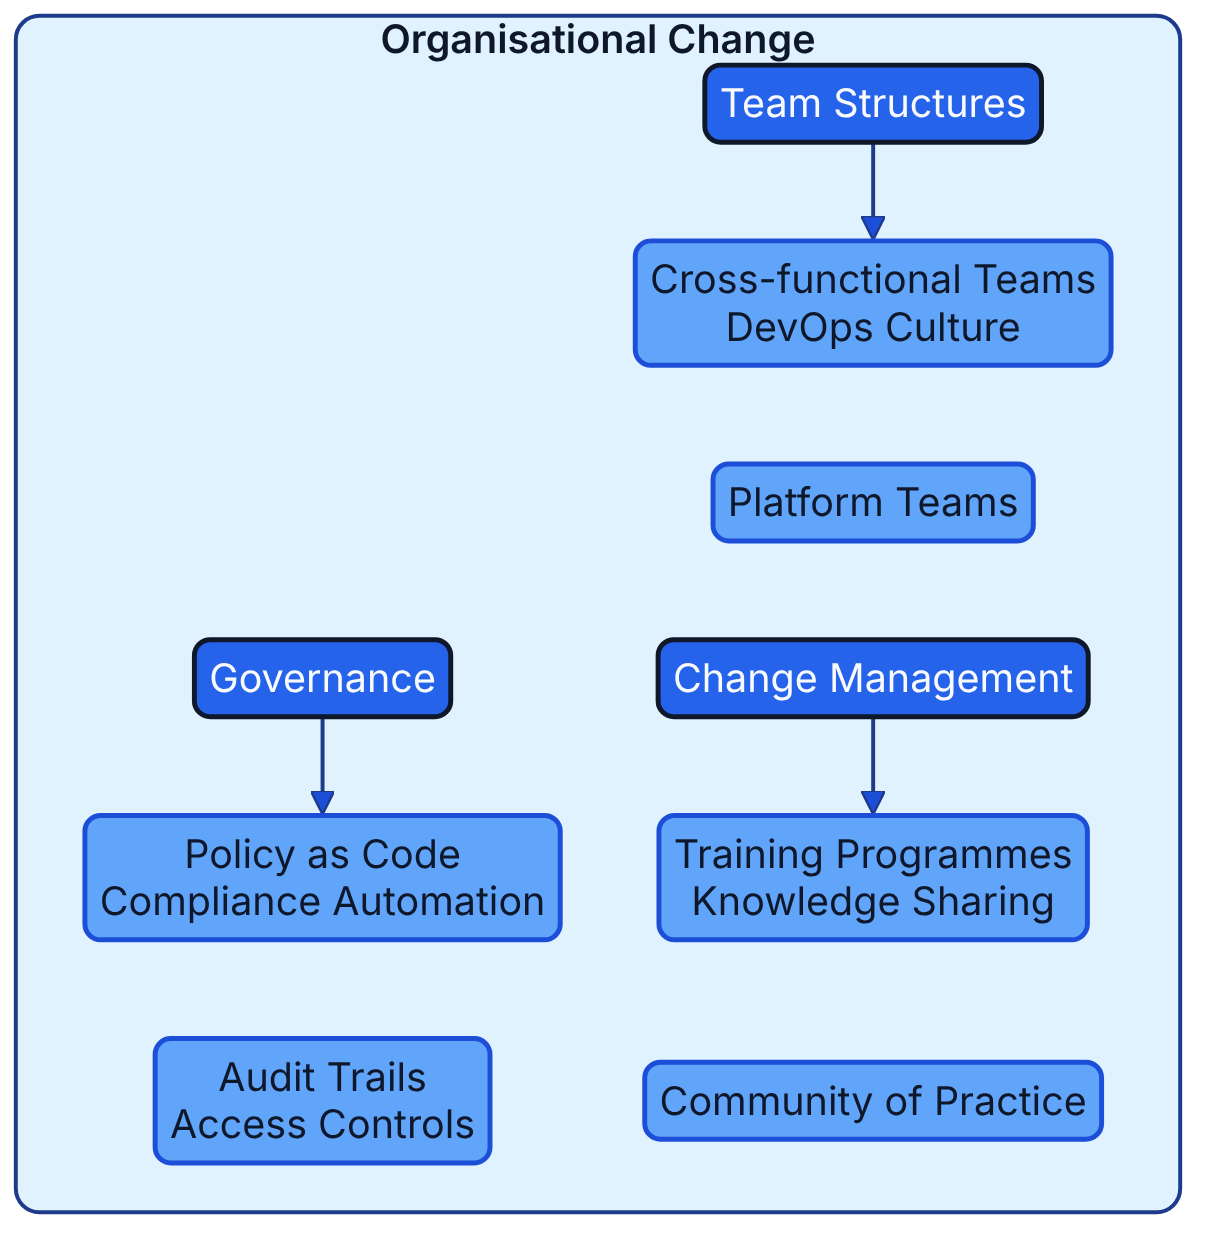 Organisational Change
Team Structures
Cross-functional Teams
DevOps Culture
Platform Teams
Governance
Change Management
Policy as Code
Compliance Automation
Training Programmes
Knowledge Sharing
Audit Trails
Access Controls
Community of Practice